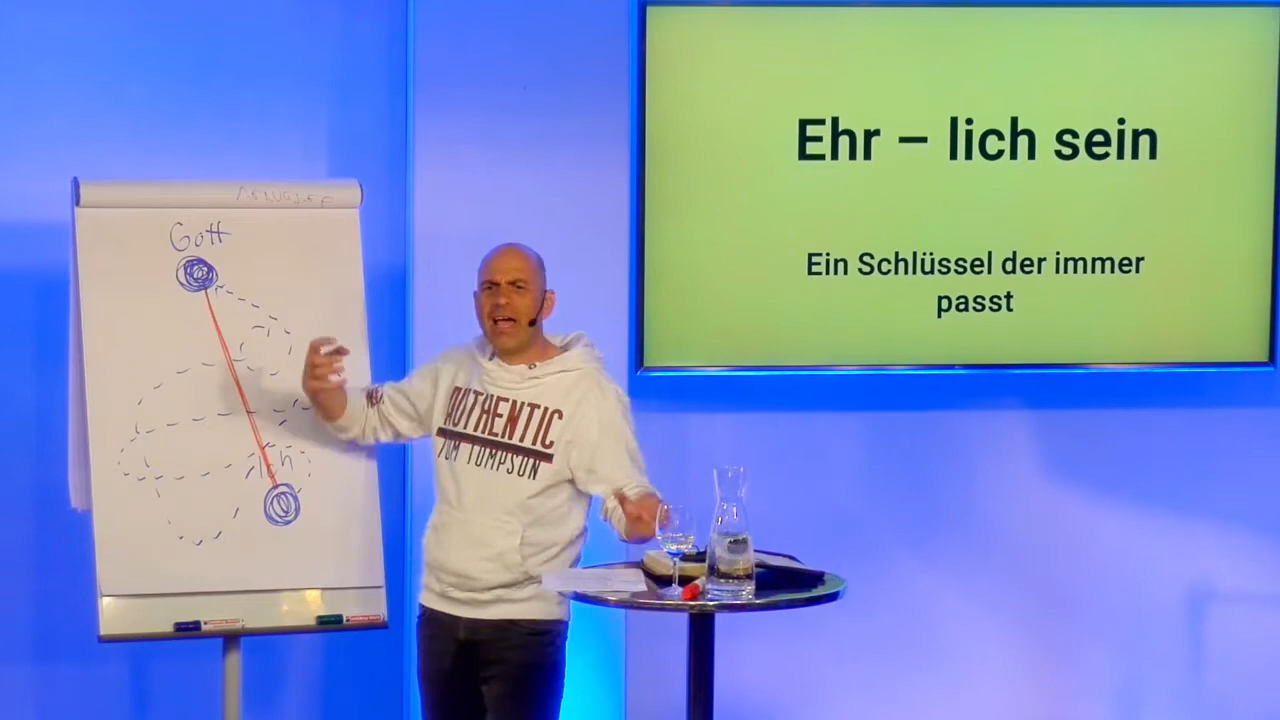 Gott
Ich
AUTHENTIC
TOM TOMPSON
Ehr – lich sein
Ein Schlüssel der immer
passt